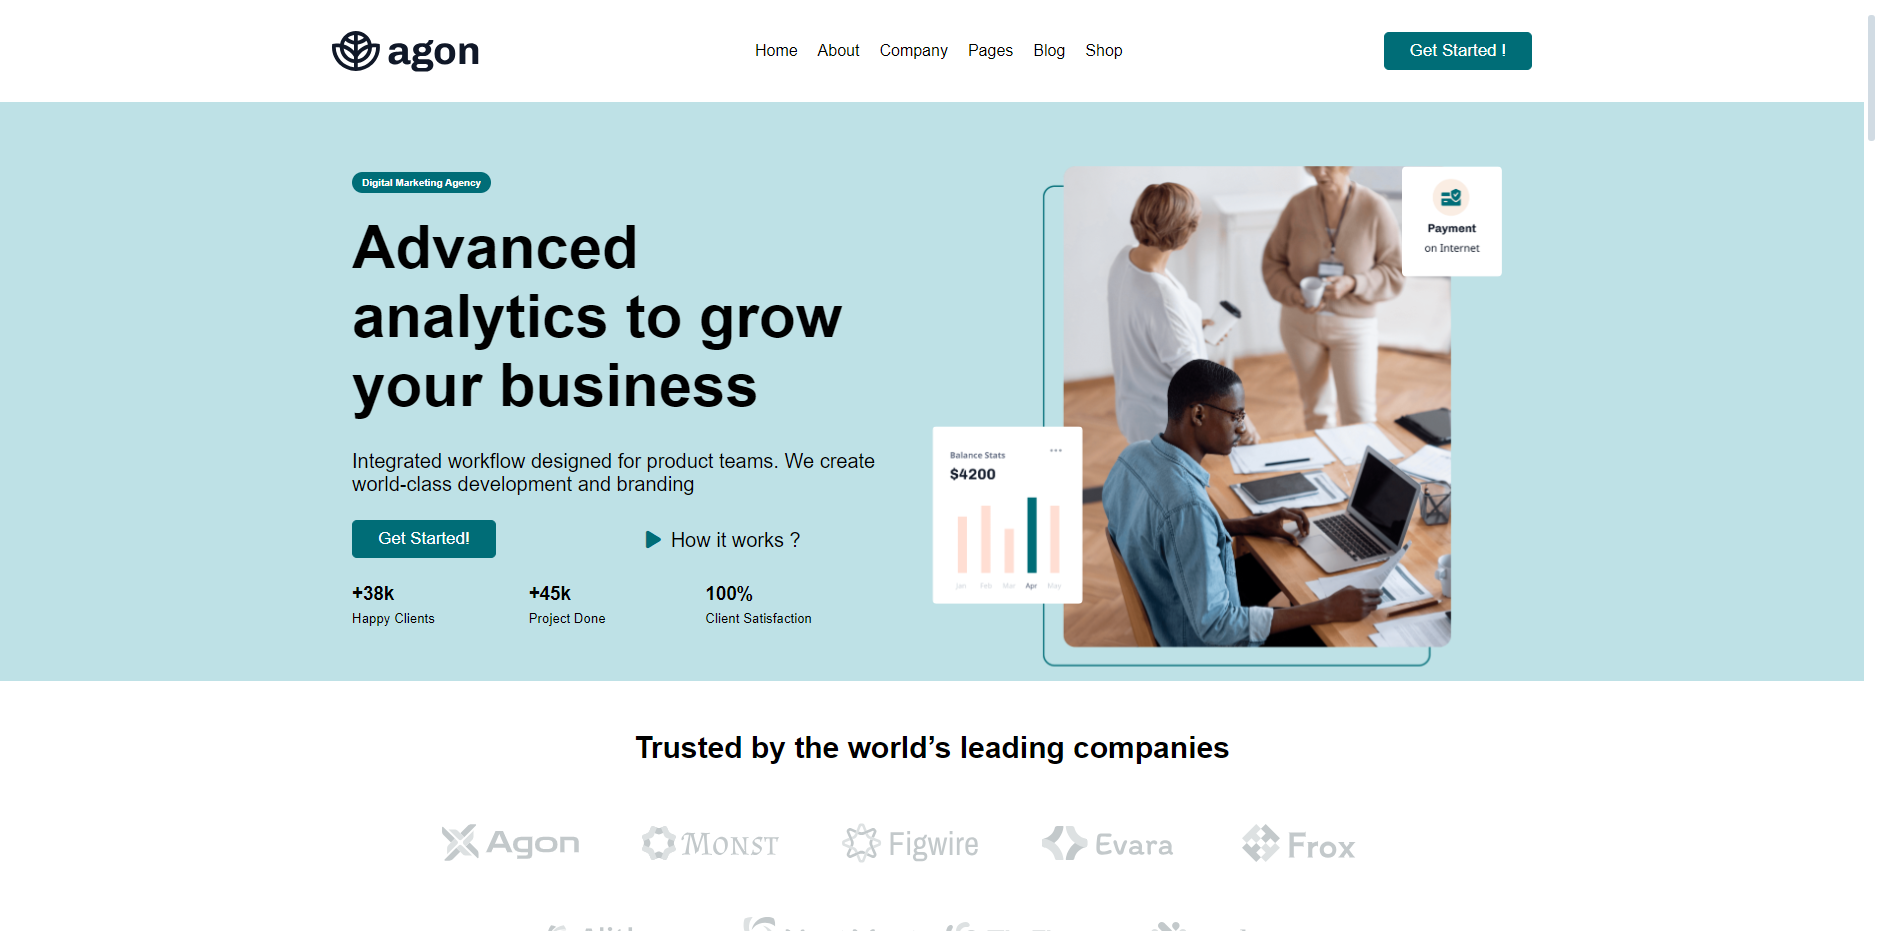 agon
Home About Company Pages Blog Shop
Get Started !
Digital Marketing Agency
Advanced
analytics to grow
your business
Integrated workflow designed for product teams. We create
world-class development and branding
Get Started!
How it works ?
+38k
Happy Clients
+45k
Project Done
100%
Client Satisfaction
Payment
on Internet
Balance Stats
$4200
Jan Feb Mar Apr May
Trusted by the world’s leading companies
Agon
Monst
Figwire
Evara
Frox